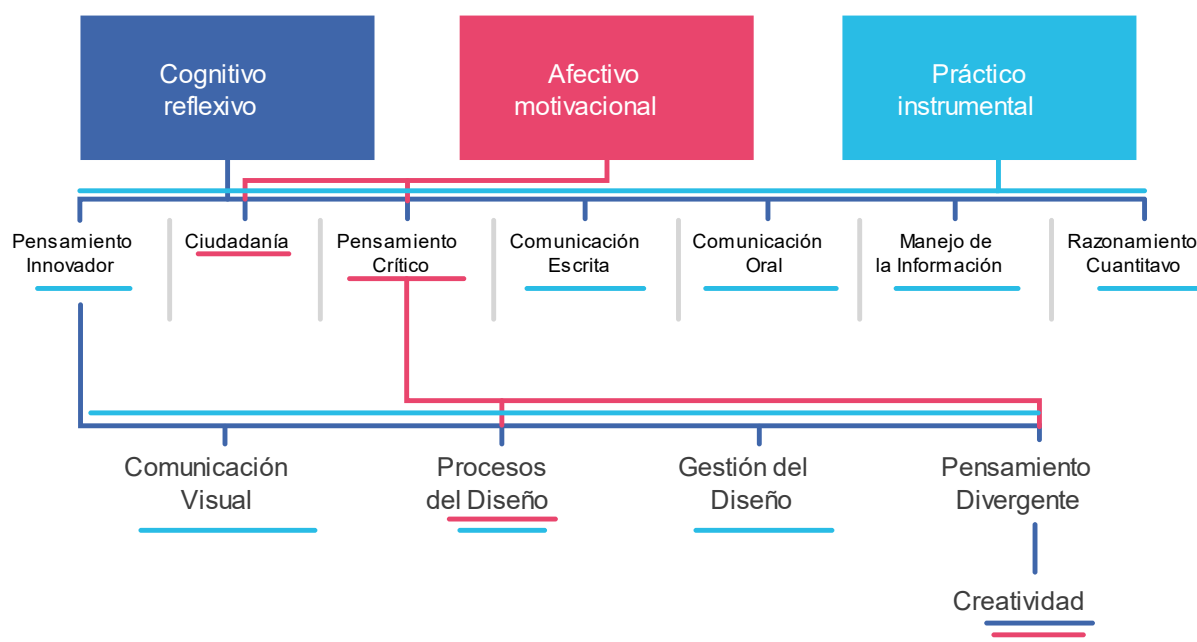 Cognitivo
reflexivo
Afectivo
motivacional
Práctico
instrumental
Pensamiento
Innovador
Ciudadanía
Pensamiento
Crítico
Comunicación
Escrita
Comunicación
Oral
Manejo de
la Información
Razonamiento
Cuantitavo
Comunicación
Visual
Procesos
del Diseño
Gestión del
Diseño
Pensamiento
Divergente
Creatividad